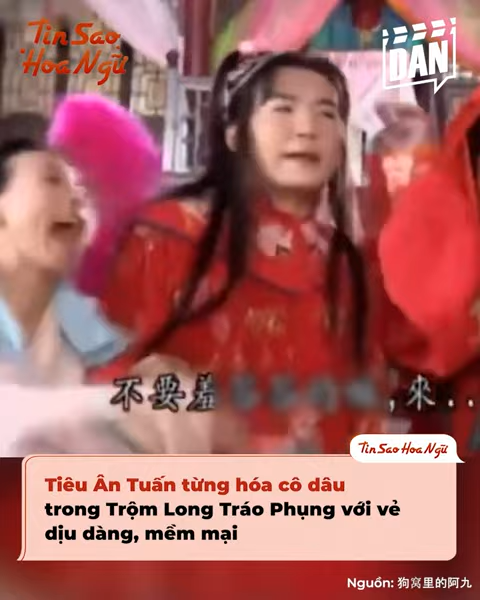 Tin Sao
Hoa Ngữ
DÀN
不要羞 ,來...
Tin Sao Hoa Ngữ
Tiêu Ân Tuấn từng hóa cô dâu
trong Trộm Long Tráo Phụng với vẻ
dịu dàng, mềm mại
Nguồn: 狗窝里的阿九